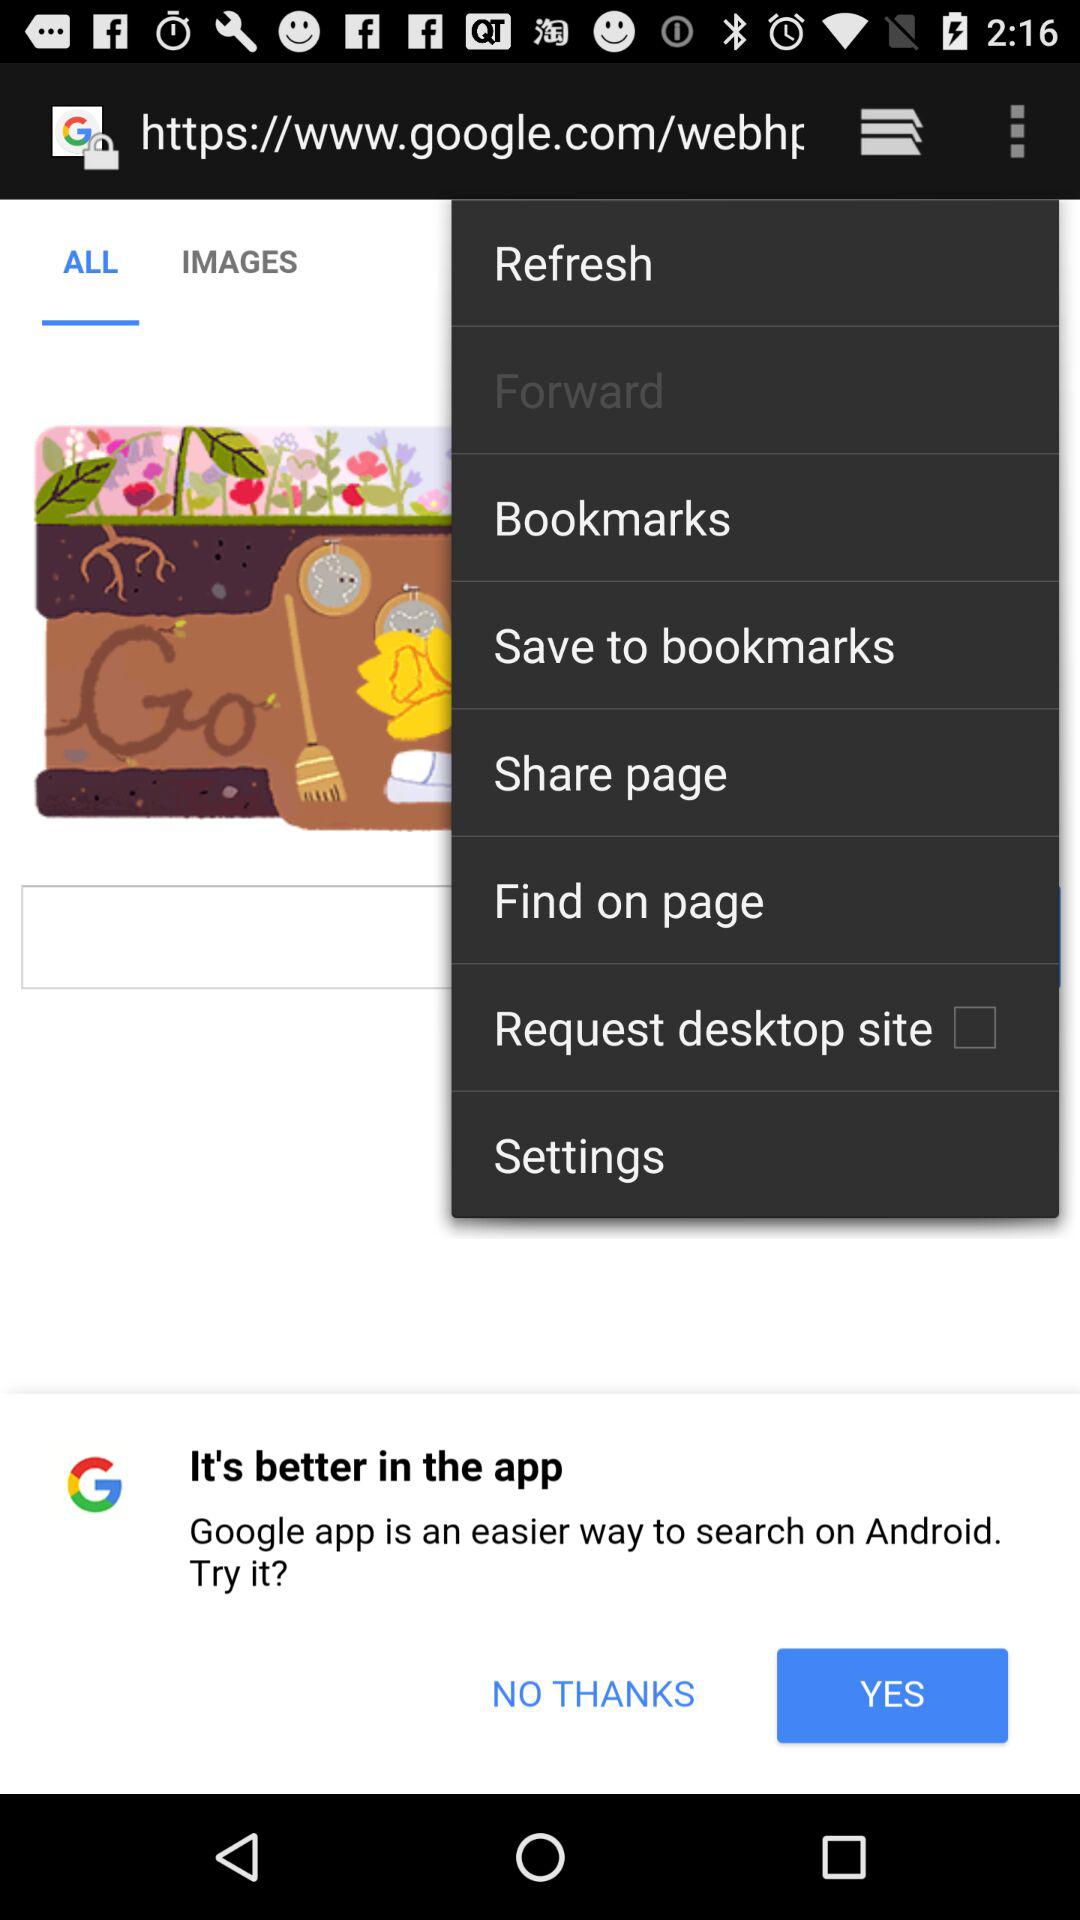 QT 淘 2:16
https://www.google.com/webhp
ALL IMAGES
Refresh
Forward
Bookmarks
Go
Save to bookmarks
Share page
Find on page
Request desktop site
Settings
G
It's better in the app
Google app is an easier way to search on Android.
Try it?
NO THANKS YES